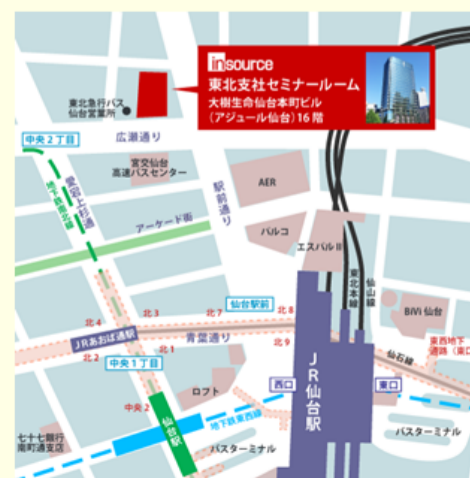 insource
東北支社セミナールーム
大樹生命仙台本町ビル
(アジュール仙台)16階
東北急行バス
仙台営業所
広瀬通り
中央2丁目
地下鉄南北線
愛宕上杉通
宮交仙台
高速バスセンター
駅前通り
AER
アーケード街
パルコ
エスパルⅡ
東北本線
仙山線
仙台駅前
BiVi 仙台
北4
北3
北7
北8
東西地下
通路(東口
JRあおば通駅
青葉通り
北2
北1
北9
仙石線
中央1丁目
JR仙台駅
西口
東口
ロフト
中央2
仙台駅
地下鉄東西線
七十七銀行
南町通支店
バスターミナル
バスターミナル